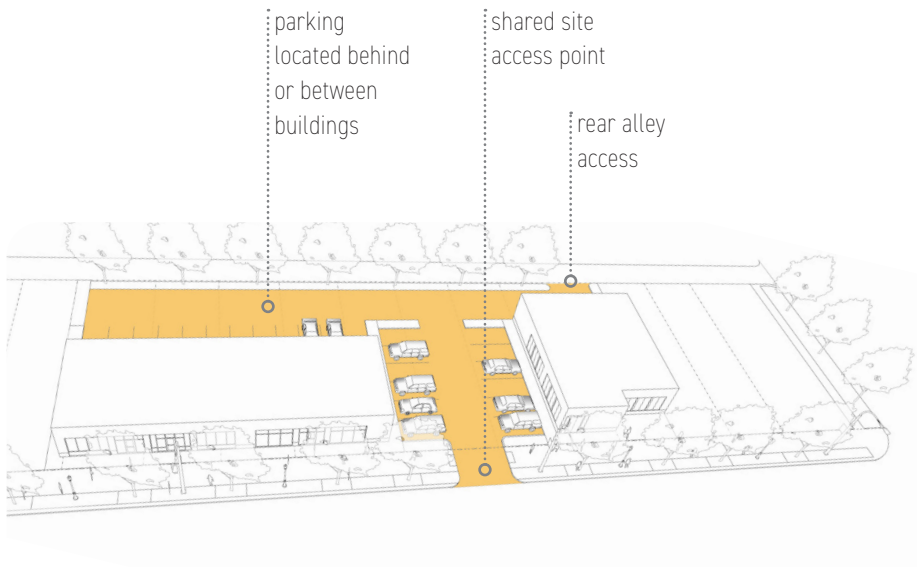 parking
located behind
or between
buildings
shared site
access point
rear alley
access